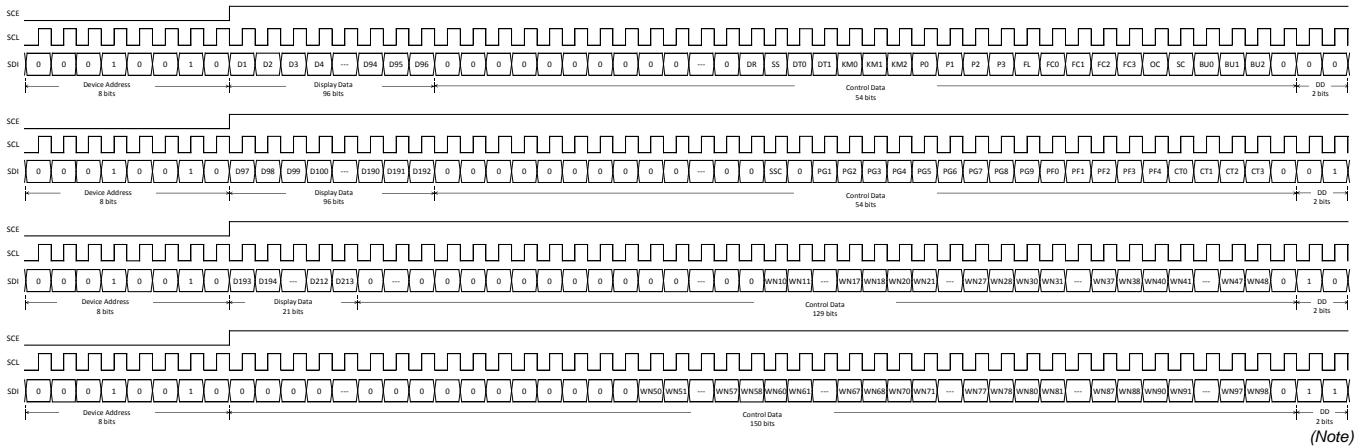 SCE
SCL
SDI 0 0 0 1 0 0 1 0 D1 D2 D3 D4 --- D94 D95 D96 0 0 0 0 0 0 0 0 0 0 --- 0 DR SS DT0 DT1 KM0 KM1 KM2 P0 P1 P2 P3 FL FC0 FC1 FC2 FC3 OC SC BU0 BU1 BU2 0 0 0
Device Address Display Data Control Data DD
8 bits 96 bits 54 bits 2 bits
SCE
SCL
SDI 0 0 0 1 0 0 1 0 D97 D98 D99 D100 --- D190 D191 D192 0 0 0 0 0 0 0 0 0 0 --- 0 0 SSC 0 PG1 PG2 PG3 PG4 PG5 PG6 PG7 PG8 PG9 PF0 PF1 PF2 PF3 PF4 CT0 CT1 CT2 CT3 0 0 1
Device Address Display Data Control Data DD
8 bits 96 bits 54 bits 2 bits
SCE
SCL
SDI 0 0 0 1 0 0 1 0 D193 D194 --- D212 D213 0 --- 0 0 0 0 0 0 0 0 0 0 0 --- 0 0 WN10 WN11 --- WN17 WN18 WN20 WN21 --- WN27 WN28 WN30 WN31 --- WN37 WN38 WN40 WN41 --- WN47 WN48 0 1 0
Device Address Display Data Control Data DD
8 bits 21 bits 129 bits 2 bits
SCE
SCL
SDI 0 0 0 1 0 0 1 0 0 0 0 0 --- 0 0 0 0 0 0 0 0 0 0 0 WN50 WN51 --- WN57 WN58 WN60 WN61 --- WN67 WN68 WN70 WN71 --- WN77 WN78 WN80 WN81 --- WN87 WN88 WN90 WN91 --- WN97 WN98 0 1 1
Device Address Control Data DD
8 bits 150 bits 2 bits
(Note)